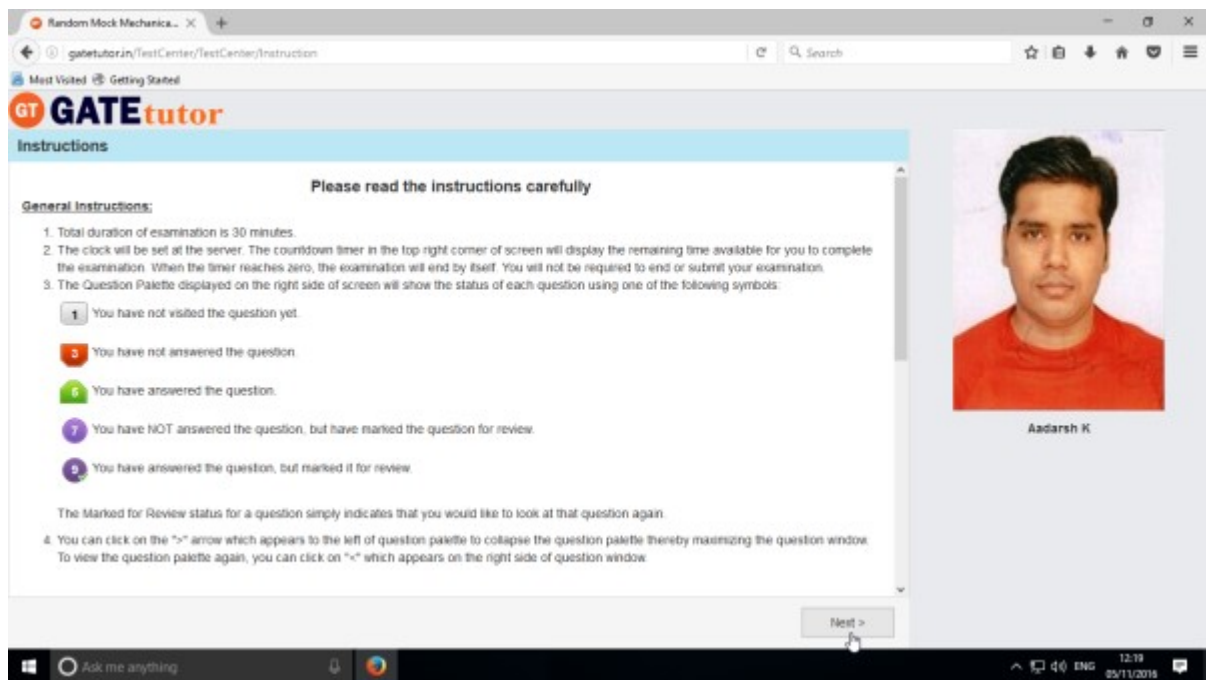 Random Mock Mechanica...
gatetutor.in/TestCenter/TestCenter/Instruction
Search
Most Visited Getting Started
GT GATEtutor
Instructions
Please read the instructions carefully
General Instructions:
1. Total duration of examination is 30 minutes.
2. The clock will be set at the server. The countdown timer in the top right corner of screen will display the remaining time available for you to complete
the examination. When the timer reaches zero, the examination will end by itself. You will not be required to end or submit your examination.
3. The Question Palette displayed on the right side of screen will show the status of each question using one of the following symbols:
1 You have not visited the question yet.
3 You have not answered the question.
5 You have answered the question.
7 You have NOT answered the question, but have marked the question for review.
9 You have answered the question, but marked it for review.
The Marked for Review status for a question simply indicates that you would like to look at that question again.
4. You can click on the ">" arrow which appears to the left of question palette to collapse the question palette thereby maximizing the question window.
To view the question palette again, you can click on "<" which appears on the right side of question window.
Aadarsh K
Next >
Ask me anything
ENG
12:19
05/11/2016